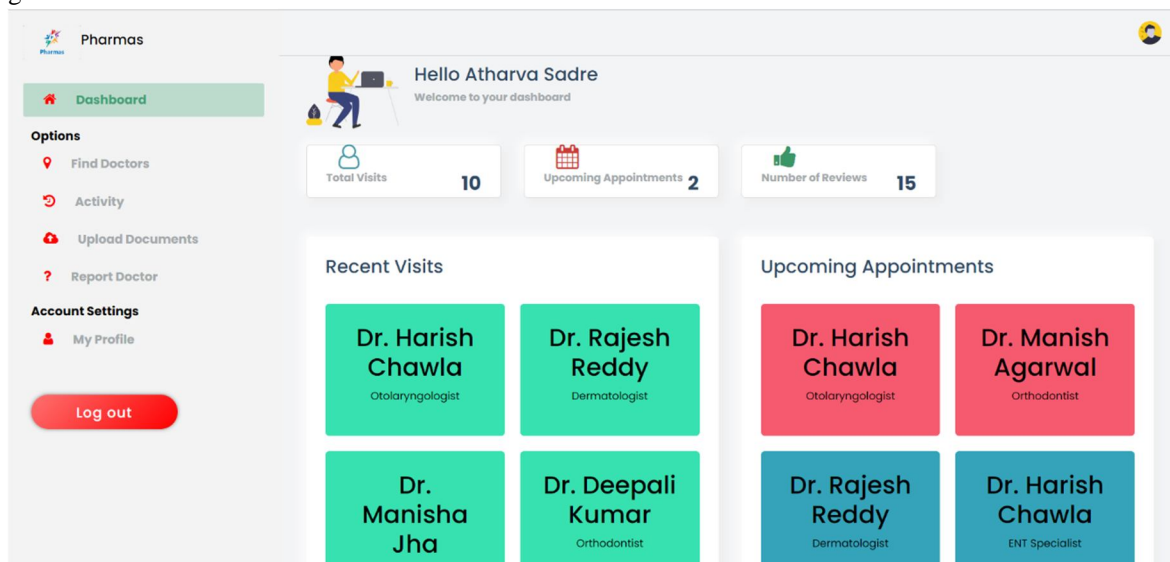 Pharmas
Pharmas
Dashboard
Options
Find Doctors
Activity
Upload Documents
Report Doctor
Account Settings
My Profile
Log out
Hello Atharva Sadre
Welcome to your dashboard
Total Visits 10
Upcoming Appointments 2
Number of Reviews 15
Recent Visits
Dr. Harish
Chawla
Otolaryngologist
Dr. Rajesh
Reddy
Dermatologist
Dr.
Manisha
Jha
Dr. Deepali
Kumar
Orthodontist
Upcoming Appointments
Dr. Harish
Chawla
Otolaryngologist
Dr. Manish
Agarwal
Orthodontist
Dr. Rajesh
Reddy
Dermatologist
Dr. Harish
Chawla
ENT Specialist